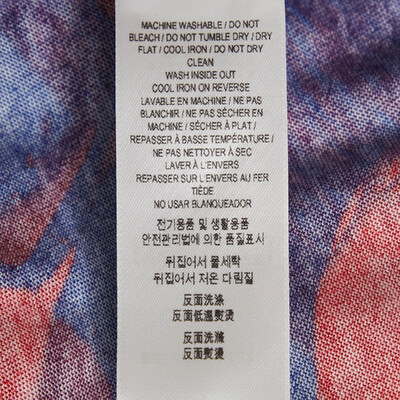 MACHINE WASHABLE / DO NOT
BLEACH / DO NOT TUMBLE DRY / DRY
FLAT / COOL IRON / DO NOT DRY
CLEAN
WASH INSIDE OUT
COOL IRON ON REVERSE
LAVABLE EN MACHINE / NE PAS
BLANCHIR / NE PAS SÉCHER EN
MACHINE / SÉCHER À PLAT /
REPASSER À BASSE TEMPÉRATURE /
NE PAS NETTOYER À SEC
LAVER À L'ENVERS
REPASSER SUR L'ENVERS AU FER
TIÈDE
NO USAR BLANQUEADOR
전기용품 및 생활용품
안전관리법에 의한 품질표시
뒤집어서 물세탁
뒤집어서 저온 다림질
反面洗涤
反面低温熨烫
反面洗滌
反面熨燙